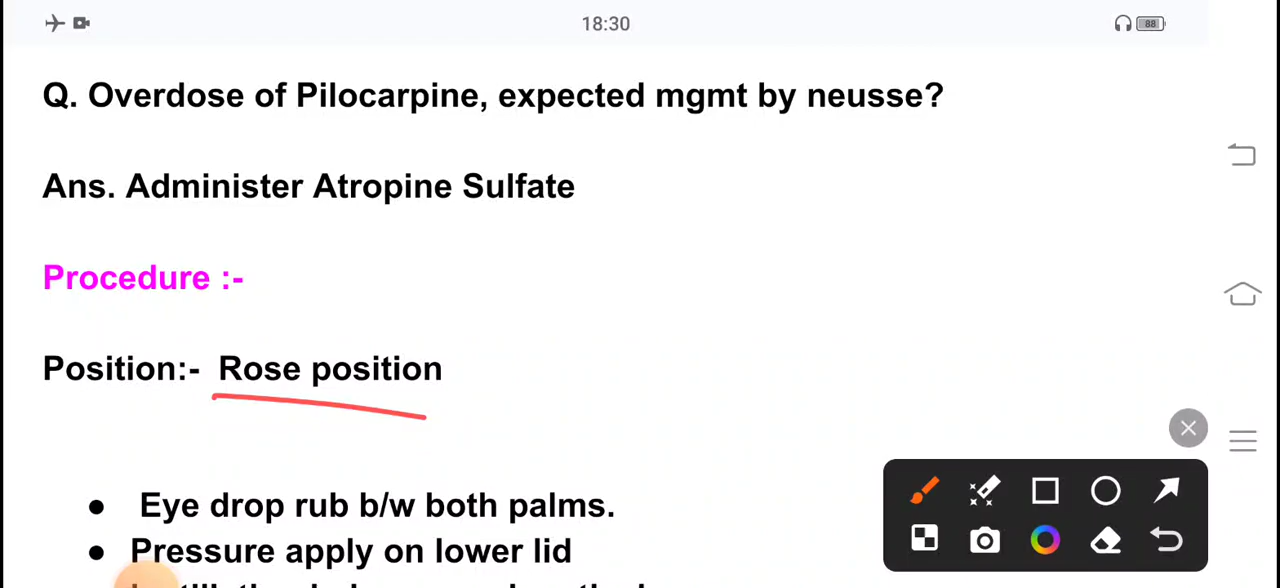 18:30
88
Q. Overdose of Pilocarpine, expected mgmt by neusse?
Ans. Administer Atropine Sulfate
Procedure :-
Position:- Rose position
● Eye drop rub b/w both palms.
● Pressure apply on lower lid